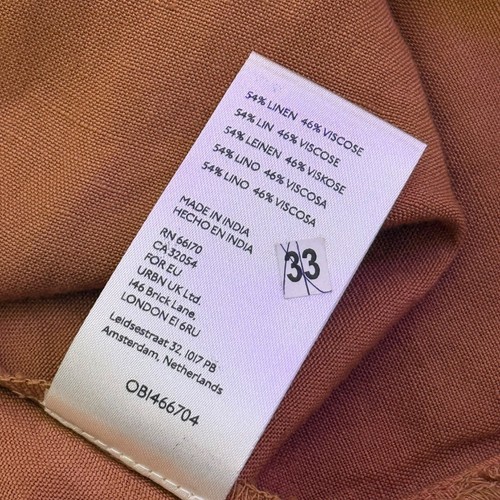 54% LINEN 46% VISCOSE
54% LIN 46% VISCOSE
54% LEINEN 46% VISKOSE
54% LINO 46% VISCOSA
54% LINO 46% VISCOSA
MADE IN INDIA
HECHO EN INDIA
RN 66170
CA 32054
FOR EU
URBN UK Ltd.
146 Brick Lane,
LONDON E1 6RU
Leidsestraat 32, 1017 PB
Amsterdam, Netherlands
OB1466704
33